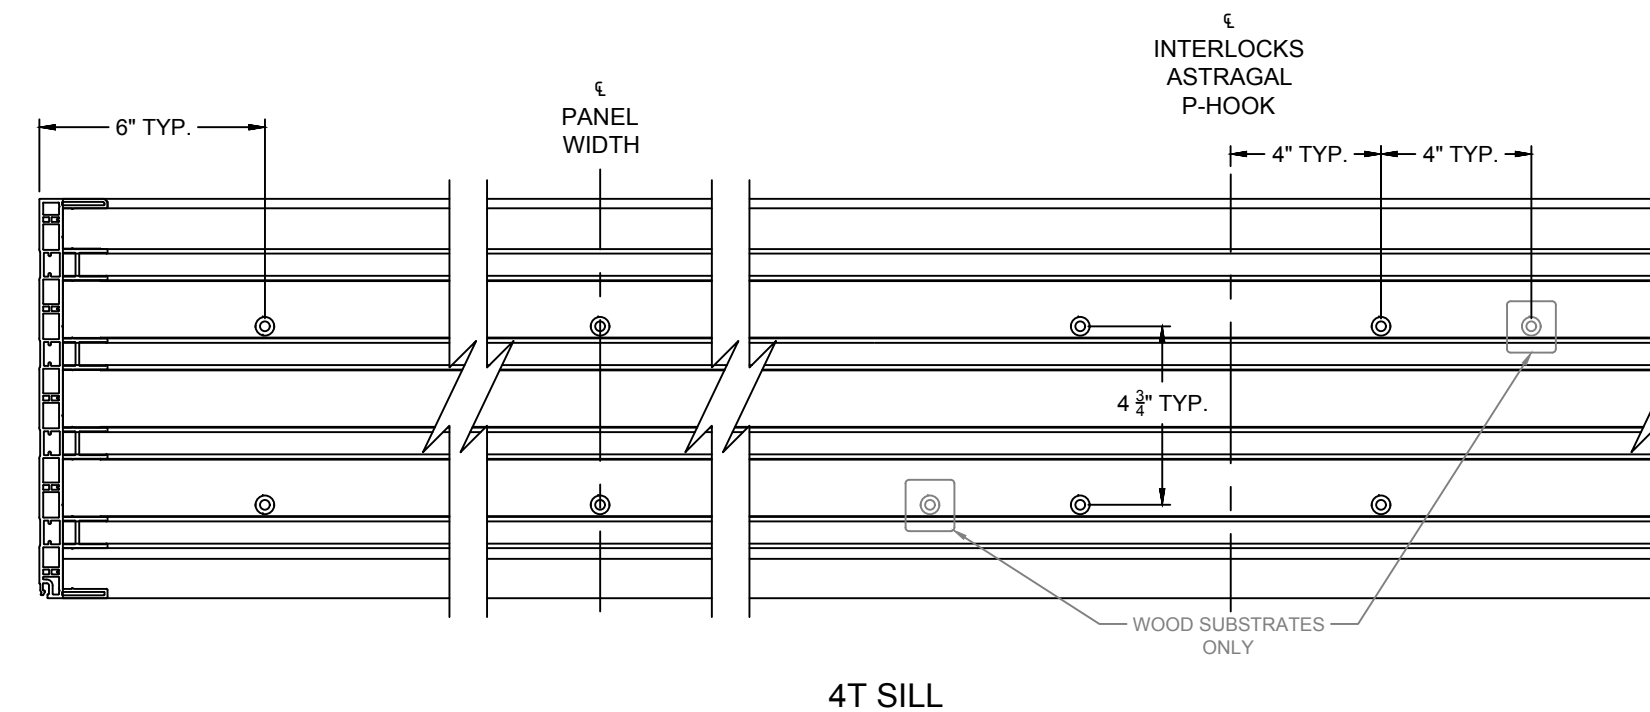 ℄
INTERLOCKS
ASTRAGAL
P-HOOK
℄
PANEL
WIDTH
6" TYP.
4" TYP.
4" TYP.
4 3/4" TYP.
WOOD SUBSTRATES
ONLY
4T SILL